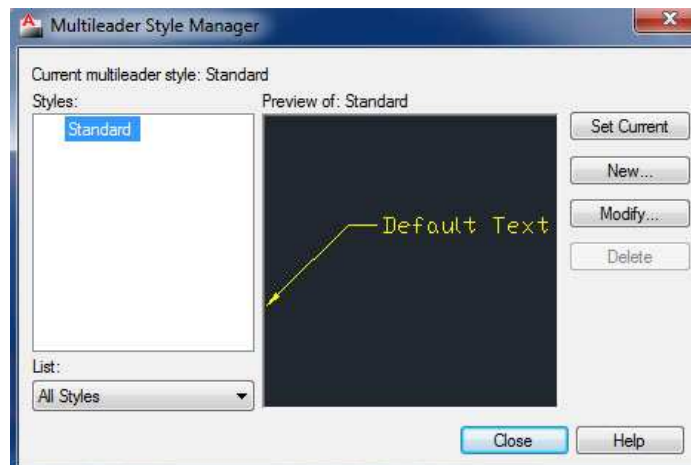 Multileader Style Manager
Current multileader style: Standard
Styles:
Preview of: Standard
Standard
Set Current
New...
Default Text
Modify...
Delete
List:
All Styles
Close
Help